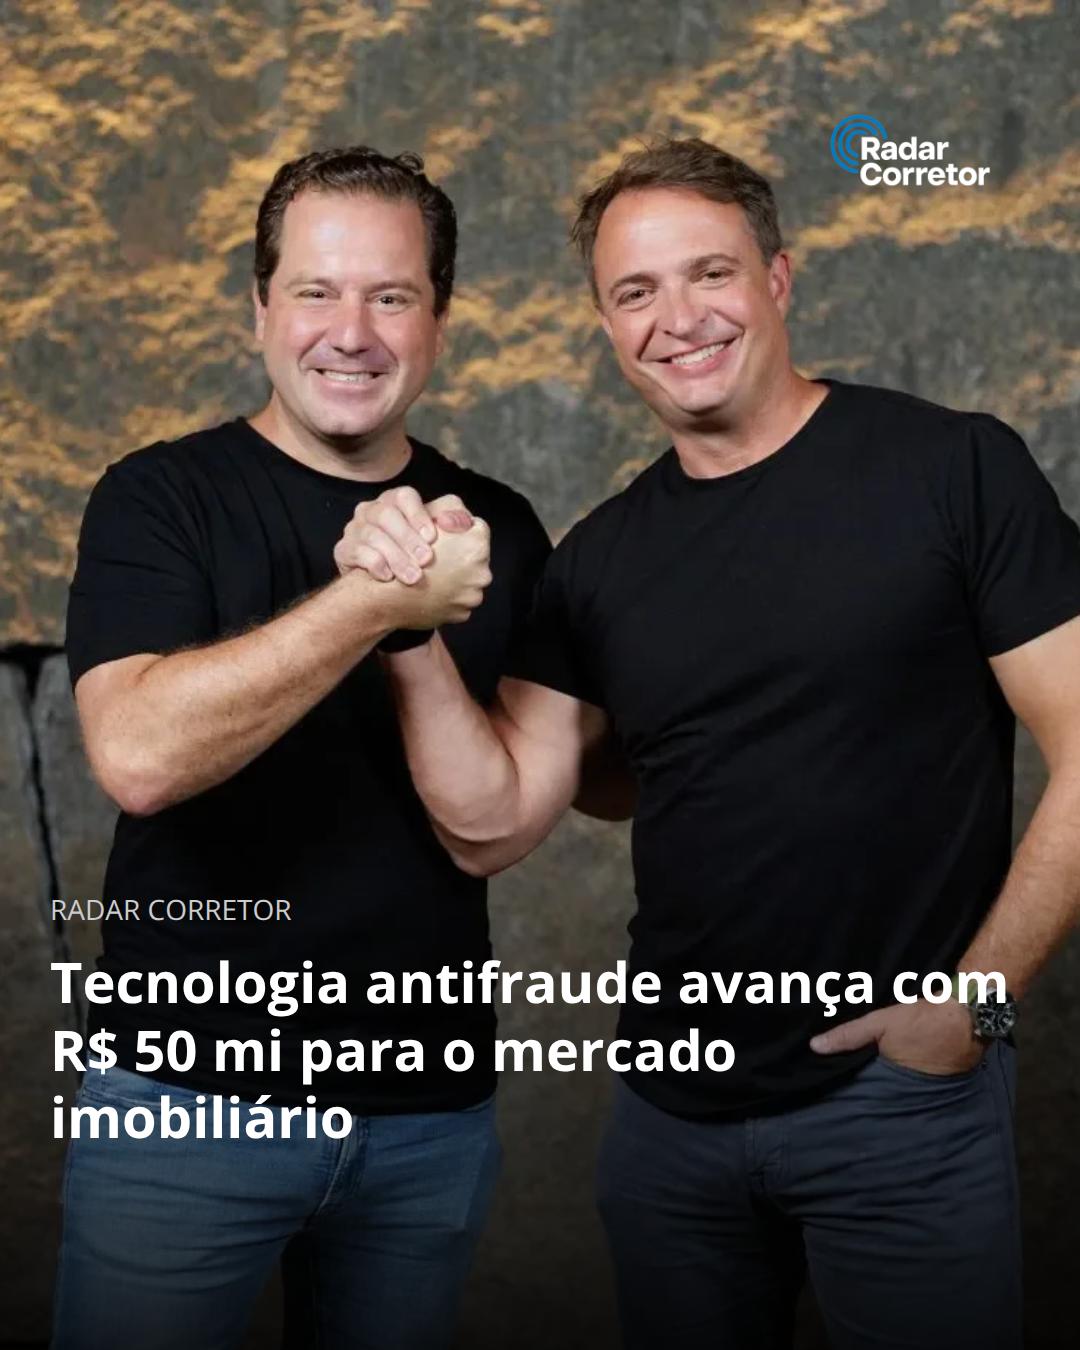 Radar
Corretor
RADAR CORRETOR
Tecnologia antifraude avança com
R$ 50 mi para o mercado
imobiliário